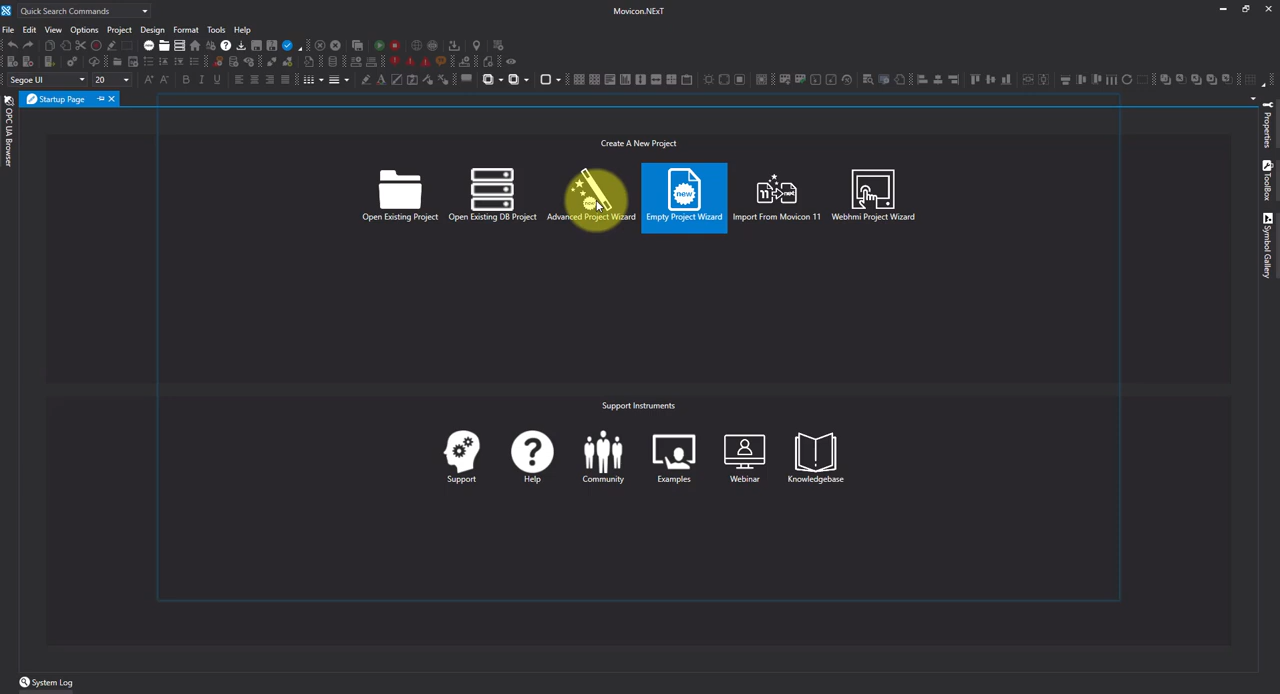 Quick Search Commands
Movicon.NExT
File Edit View Options Project Design Format Tools Help
Segoe UI 20
Startup Page
OPC UA Browser
Properties
ToolBox
Symbol Gallery
Create A New Project
Open Existing Project Open Existing DB Project Advanced Project Wizard Empty Project Wizard Import From Movicon 11 Webhmi Project Wizard
Support Instruments
Support Help Community Examples Webinar Knowledgebase
System Log